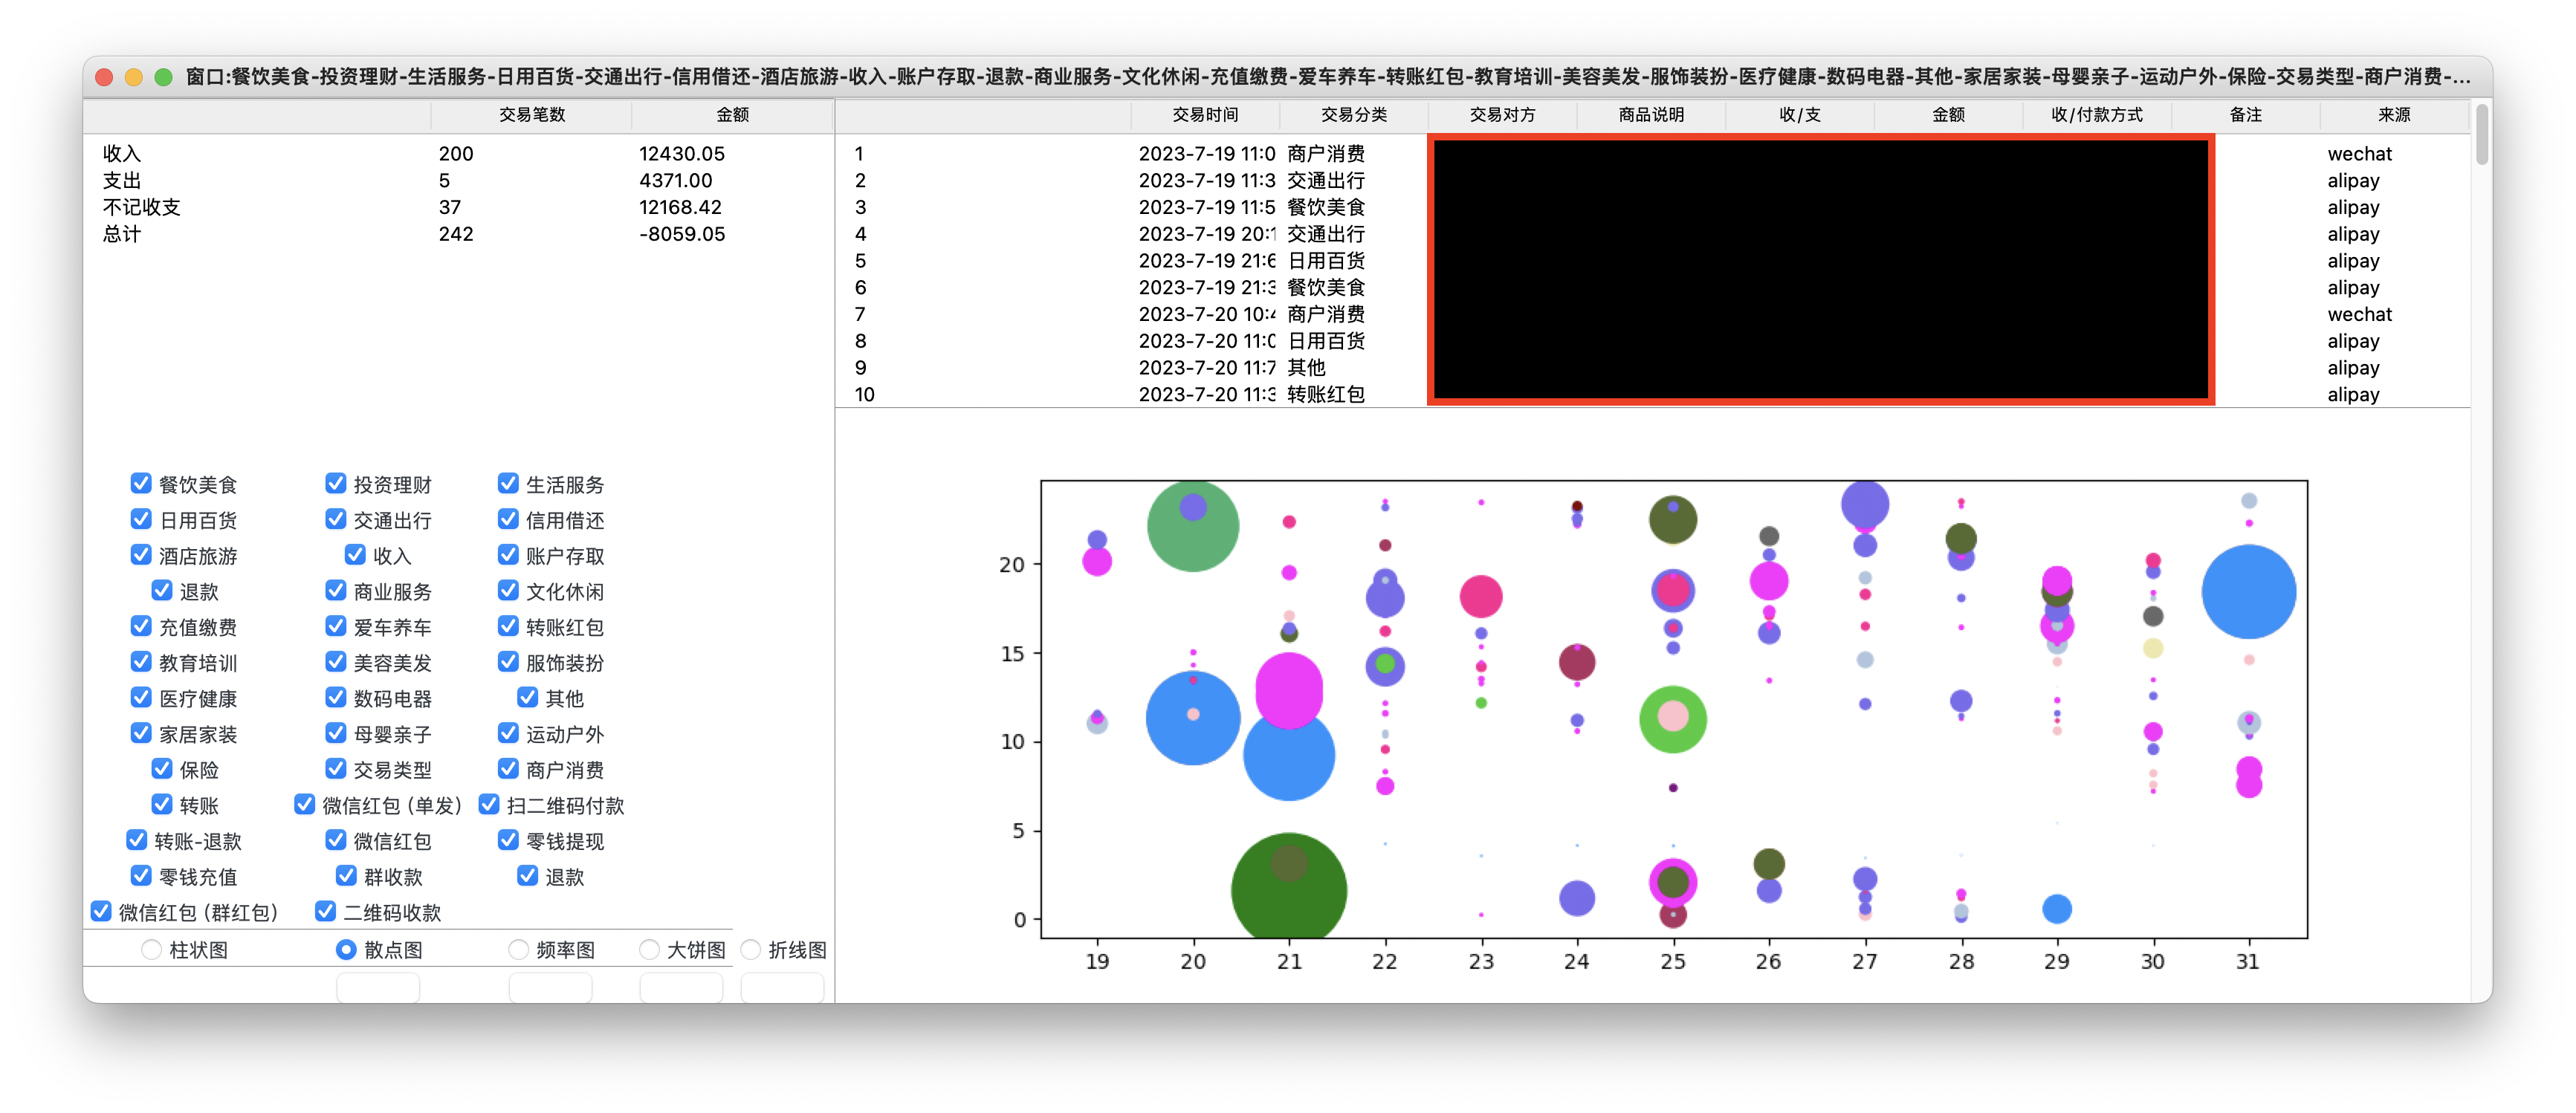 窗口:餐饮美食-投资理财-生活服务-日用百货-交通出行-信用借还-酒店旅游-收入-账户存取-退款-商业服务-文化休闲-充值缴费-爱车养车-转账红包-教育培训-美容美发-服饰装扮-医疗健康-数码电器-其他-家居家装-母婴亲子-运动户外-保险-交易类型-商户消费-...
交易笔数 金额
收入 200 12430.05
支出 5 4371.00
不记收支 37 12168.42
总计 242 -8059.05
交易时间 交易分类 交易对方 商品说明 收/支 金额 收/付款方式 备注 来源
1 2023-7-19 11:0 商户消费 wechat
2 2023-7-19 11:3 交通出行 alipay
3 2023-7-19 11:5 餐饮美食 alipay
4 2023-7-19 20: 交通出行 alipay
5 2023-7-19 21:6 日用百货 alipay
6 2023-7-19 21:3 餐饮美食 alipay
7 2023-7-20 10: 商户消费 wechat
8 2023-7-20 11:0 日用百货 alipay
9 2023-7-20 11:7 其他 alipay
10 2023-7-20 11:3 转账红包 alipay
餐饮美食 投资理财 生活服务
日用百货 交通出行 信用借还
酒店旅游 收入 账户存取
退款 商业服务 文化休闲
充值缴费 爱车养车 转账红包
教育培训 美容美发 服饰装扮
医疗健康 数码电器 其他
家居家装 母婴亲子 运动户外
保险 交易类型 商户消费
转账 微信红包（单发） 扫二维码付款
转账-退款 微信红包 零钱提现
零钱充值 群收款 退款
微信红包（群红包） 二维码收款
柱状图 散点图 频率图 大饼图 折线图
20
15
10
5
0
19 20 21 22 23 24 25 26 27 28 29 30 31